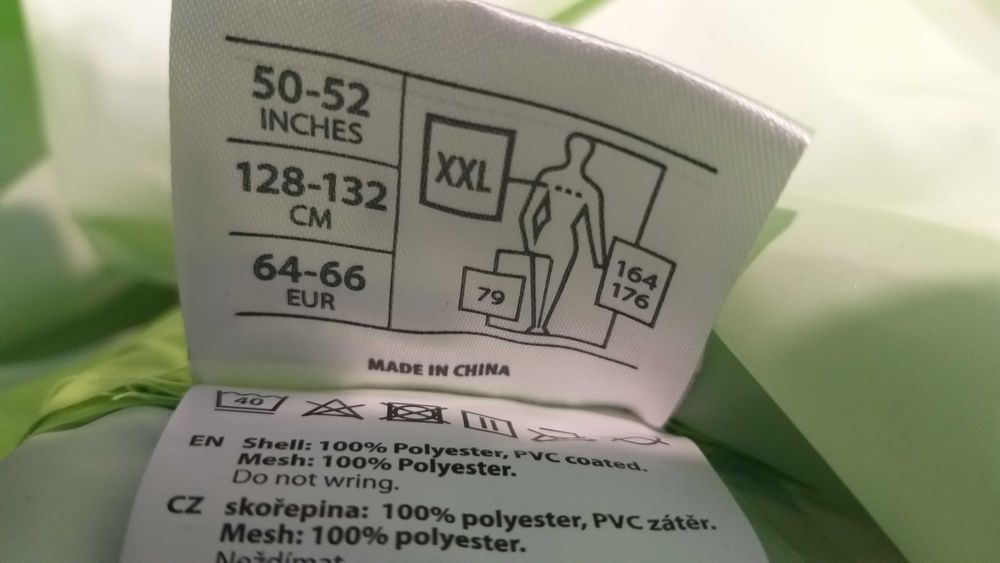 50-52
INCHES
128-132
CM
64-66
EUR
XXL
79
164
176
MADE IN CHINA
40
EN Shell: 100% Polyester, PVC coated.
Mesh: 100% Polyester.
Do not wring.
CZ skořepina: 100% polyester, PVC zátěr.
Mesh: 100% polyester.
Neždímat